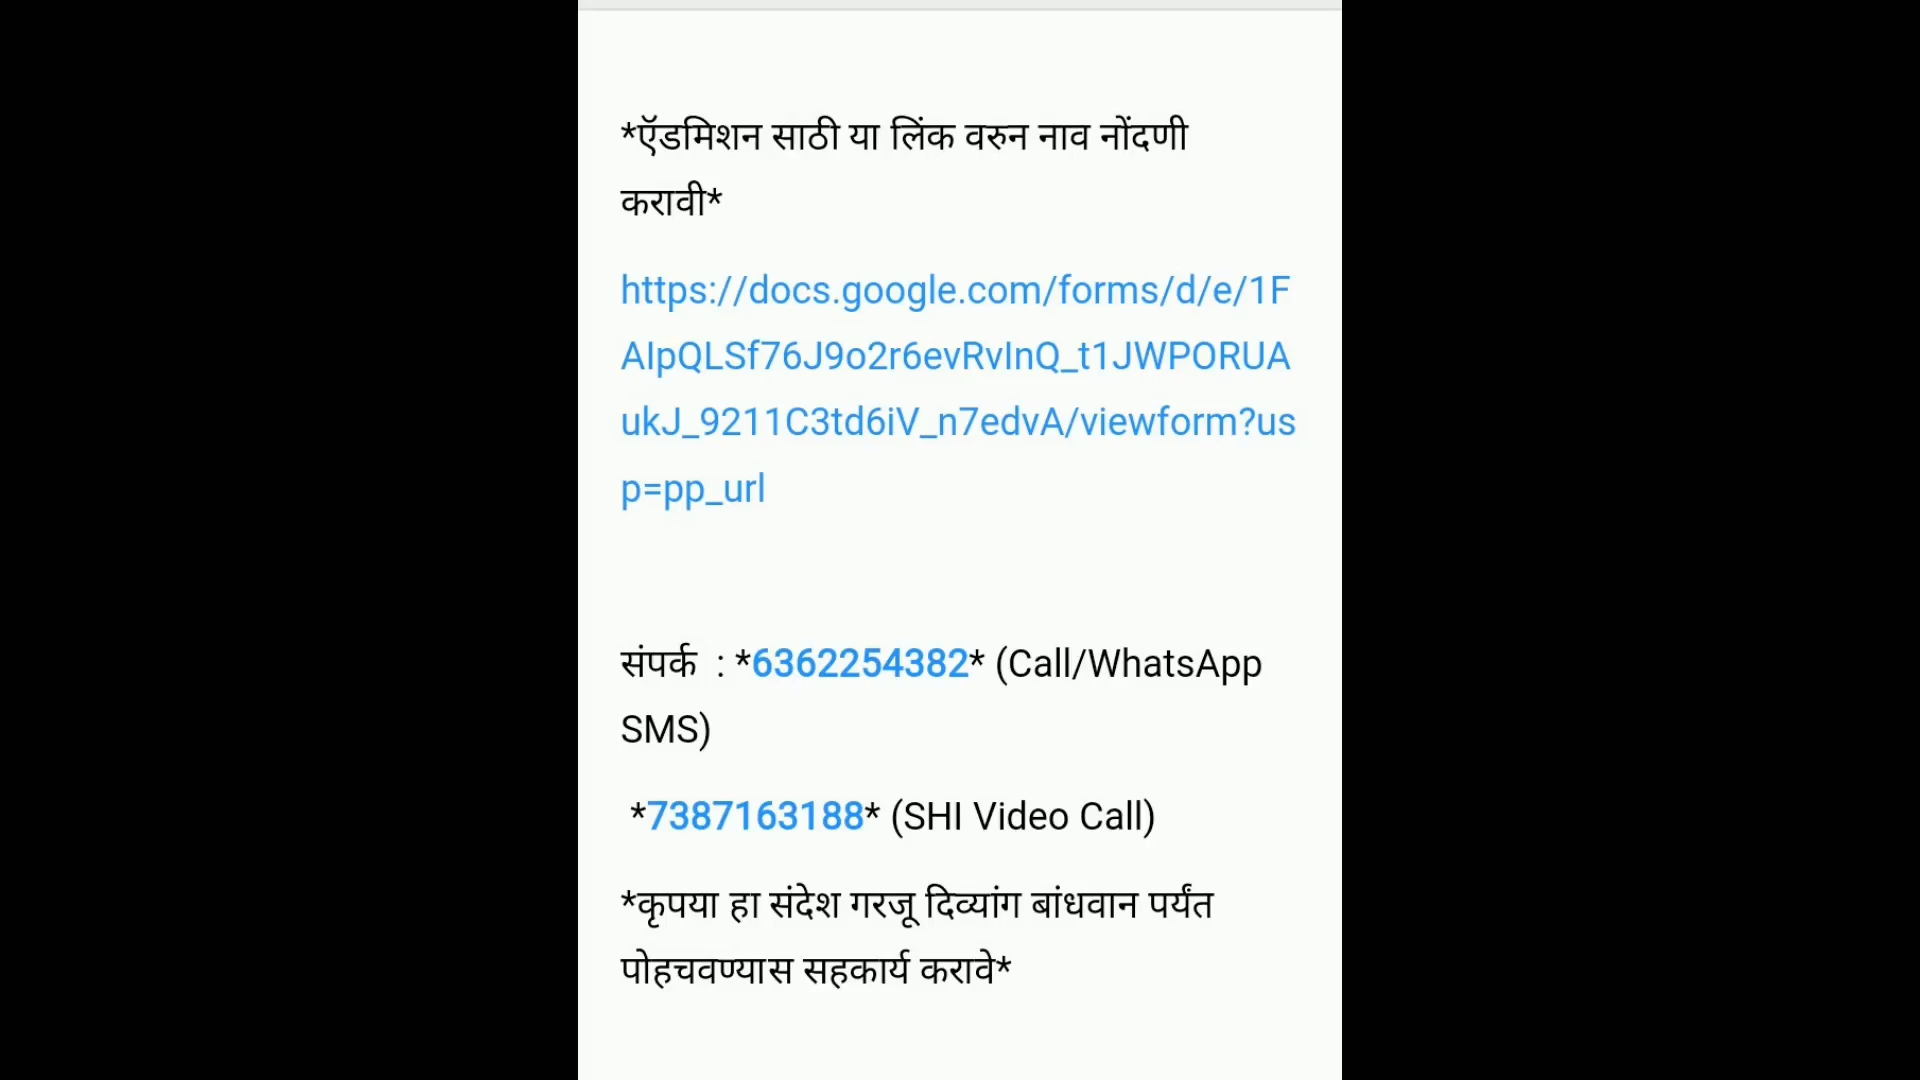 *ऍडमिशन साठी या लिंक वरुन नाव नोंदणी
करावी*
https://docs.google.com/forms/d/e/1F
AIpQLSf76J9o2r6evRvInQ_t1JWPORUA
ukJ_9211C3td6iV_n7edvA/viewform?us
p=pp_url
संपर्क : *6362254382* (Call/WhatsApp
SMS)
*7387163188* (SHI Video Call)
*कृपया हा संदेश गरजू दिव्यांग बांधवान पर्यंत
पोहचवण्यास सहकार्य करावे*